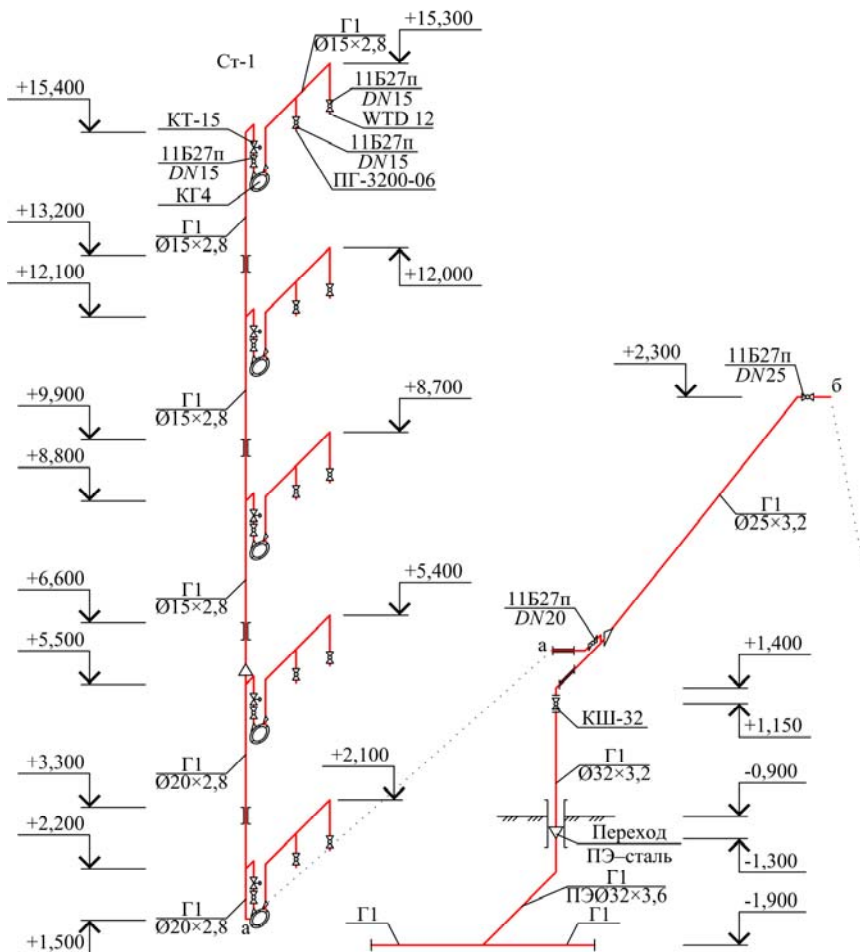 Г1
Ø15×2,8
+15,300
Ст-1
+15,400
КТ-15
11Б27п
DN15
11Б27п
DN15
WTD 12
11Б27п
DN15
КГ4
ПГ-3200-06
+13,200
Г1
Ø15×2,8
+12,100
+12,000
+2,300
11Б27п
DN25
б
+9,900
Г1
Ø15×2,8
+8,700
+8,800
Г1
Ø25×3,2
+6,600
Г1
Ø15×2,8
+5,400
11Б27п
DN20
+5,500
а
+1,400
КШ-32
+1,150
+3,300
Г1
Ø20×2,8
+2,100
Г1
Ø32×3,2
-0,900
+2,200
Переход
ПЭ–сталь
-1,300
Г1
Ø20×2,8
а
Г1
ПЭØ32×3,6
-1,900
+1,500
Г1
Г1